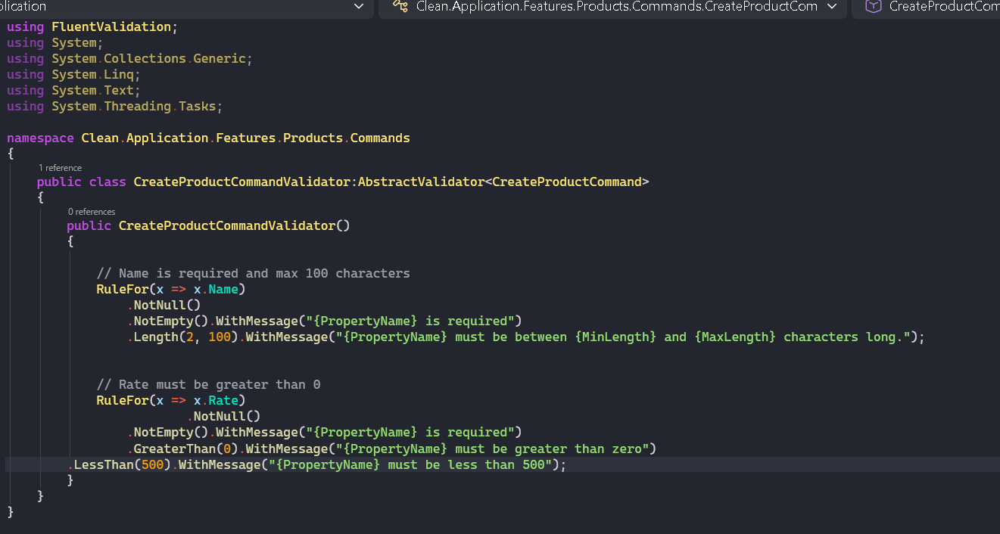 plication
Clean.Application.Features.Products.Commands.CreateProductCom
CreateProductCom
using FluentValidation;
using System;
using System.Collections.Generic;
using System.Linq;
using System.Text;
using System.Threading.Tasks;
namespace Clean.Application.Features.Products.Commands
{
1 reference
public class CreateProductCommandValidator:AbstractValidator<CreateProductCommand>
{
0 references
public CreateProductCommandValidator()
{
// Name is required and max 100 characters
RuleFor(x => x.Name)
.NotNull()
.NotEmpty().WithMessage("{PropertyName} is required")
.Length(2, 100).WithMessage("{PropertyName} must be between {MinLength} and {MaxLength} characters long.");
// Rate must be greater than 0
RuleFor(x => x.Rate)
.NotNull()
.NotEmpty().WithMessage("{PropertyName} is required")
.GreaterThan(0).WithMessage("{PropertyName} must be greater than zero")
.LessThan(500).WithMessage("{PropertyName} must be less than 500");
}
}
}